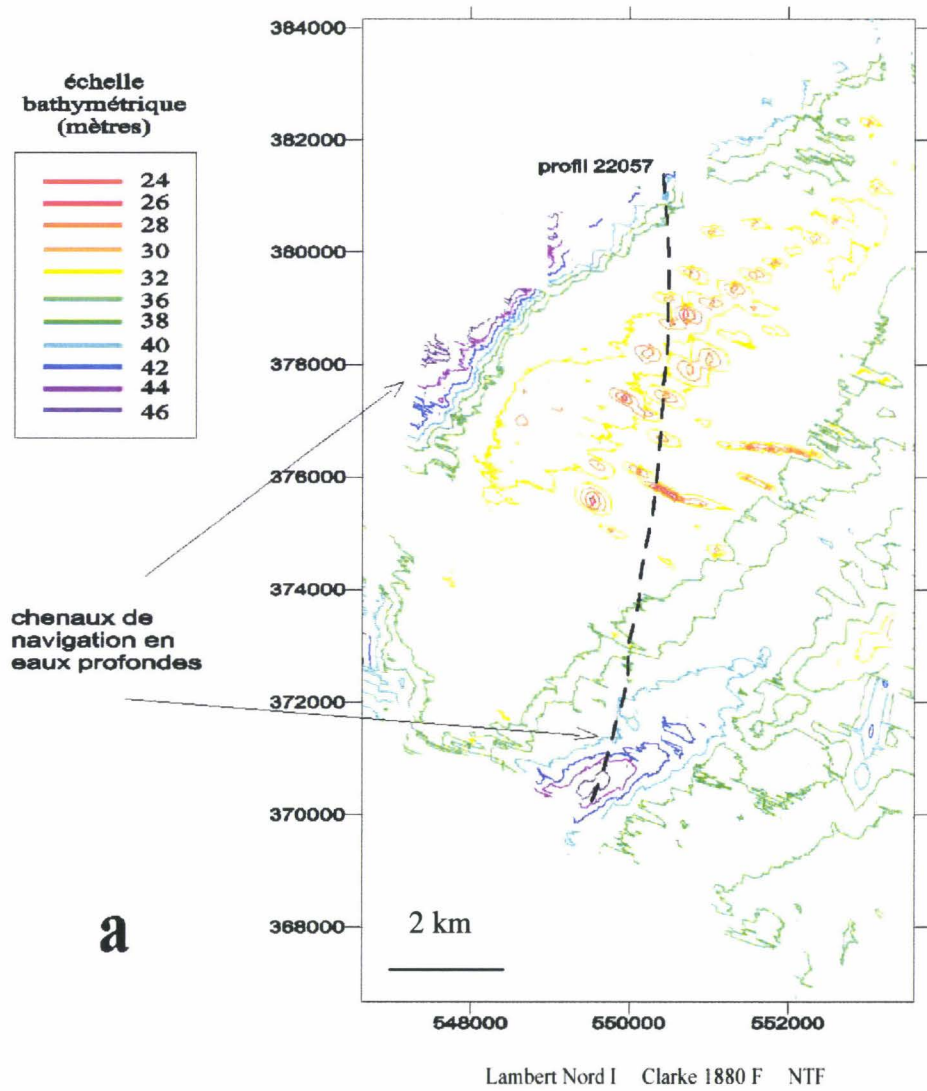 échelle
bathymétrique
(mètres)
24
26
28
30
32
36
38
40
42
44
46
384000
382000
380000
378000
376000
374000
372000
370000
368000
profil 22057
chenaux de
navigation en
eaux profondes
a
2 km
548000
550000
552000
Lambert Nord I Clarke 1880 F NTF